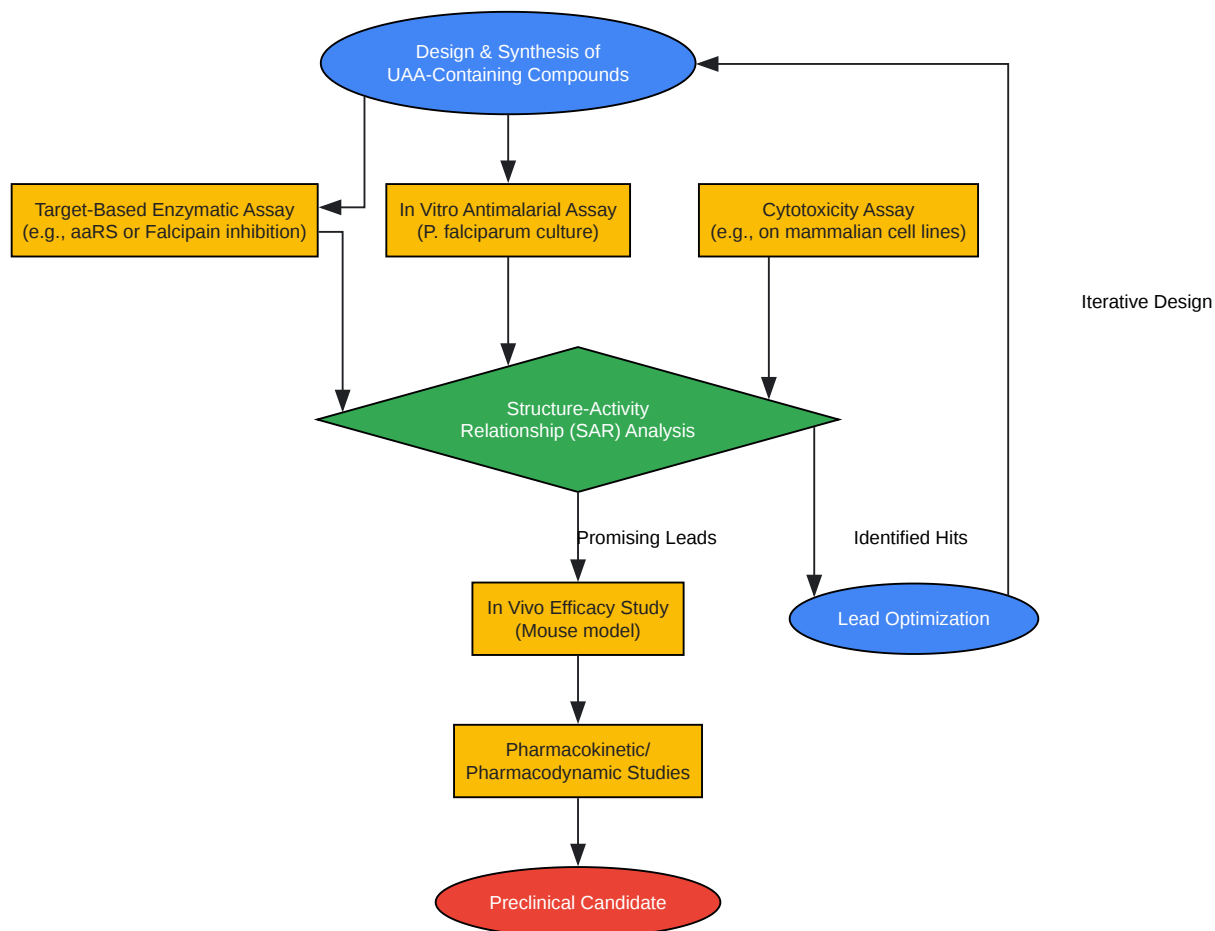 Design & Synthesis of
UAA-Containing Compounds
Target-Based Enzymatic Assay
(e.g., aaRS or Falcipain inhibition)
In Vitro Antimalarial Assay
(P. falciparum culture)
Cytotoxicity Assay
(e.g., on mammalian cell lines)
Iterative Design
Structure-Activity
Relationship (SAR) Analysis
Promising Leads
Identified Hits
In Vivo Efficacy Study
(Mouse model)
Lead Optimization
Pharmacokinetic/
Pharmacodynamic Studies
Preclinical Candidate